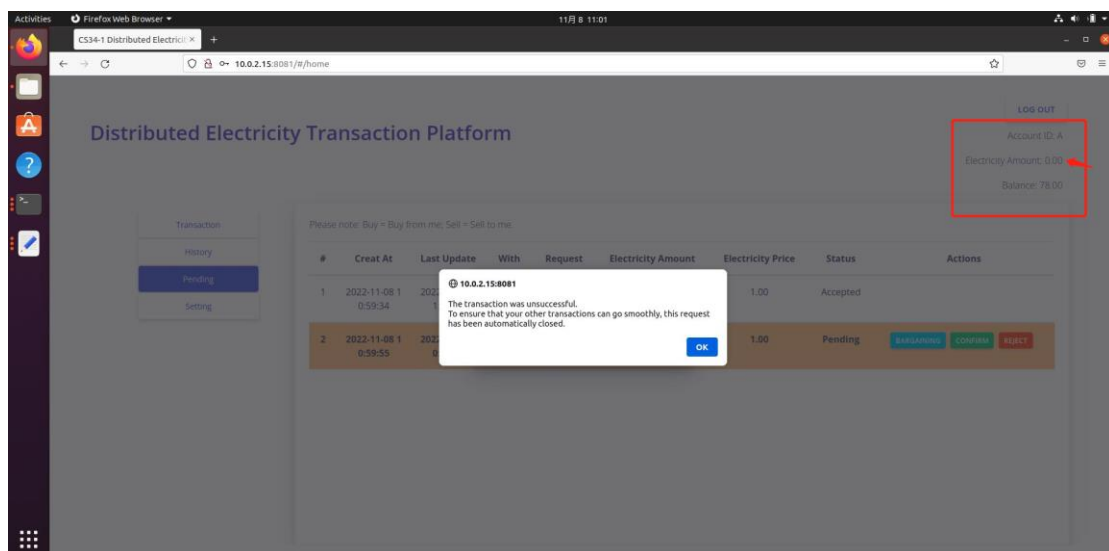 Activities
Firefox Web Browser
11月 8 11:01
CS34-1 Distributed Electricit
10.0.2.15:8081/#/home
LOG OUT
Distributed Electricity Transaction Platform
Account ID: A
Electricity Amount: 0.00
Balance: 78.00
Transaction
History
Pending
Setting
Please note: Buy = Buy from me; Sell = Sell to me
# Creat At Last Update With Request Electricity Amount Electricity Price Status Actions
1 2022-11-08 1 202 1.00 Accepted
0:59:34 1
2 2022-11-08 1 202 1.00 Pending BARGAINING CONFIRM REJECT
0:59:55 0
10.0.2.15:8081
The transaction was unsuccessful.
To ensure that your other transactions can go smoothly, this request
has been automatically closed.
OK